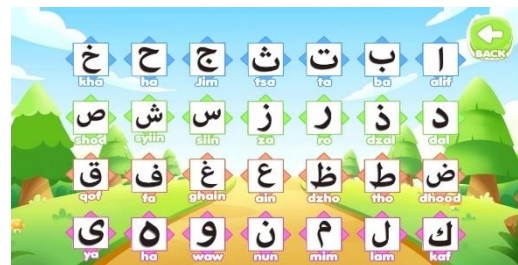 BACK
ا ب ت ث ج ح خ
kha ha Jim tsa ta ba alif
د ذ ر ز س ش ص
shod syiin siin za ro dzal dal
ض ط ظ ع غ ف ق
qof fa ghain ain dzho tho dhood
ك ل م ن و ه ى
ya ha waw nun mim lam kaf